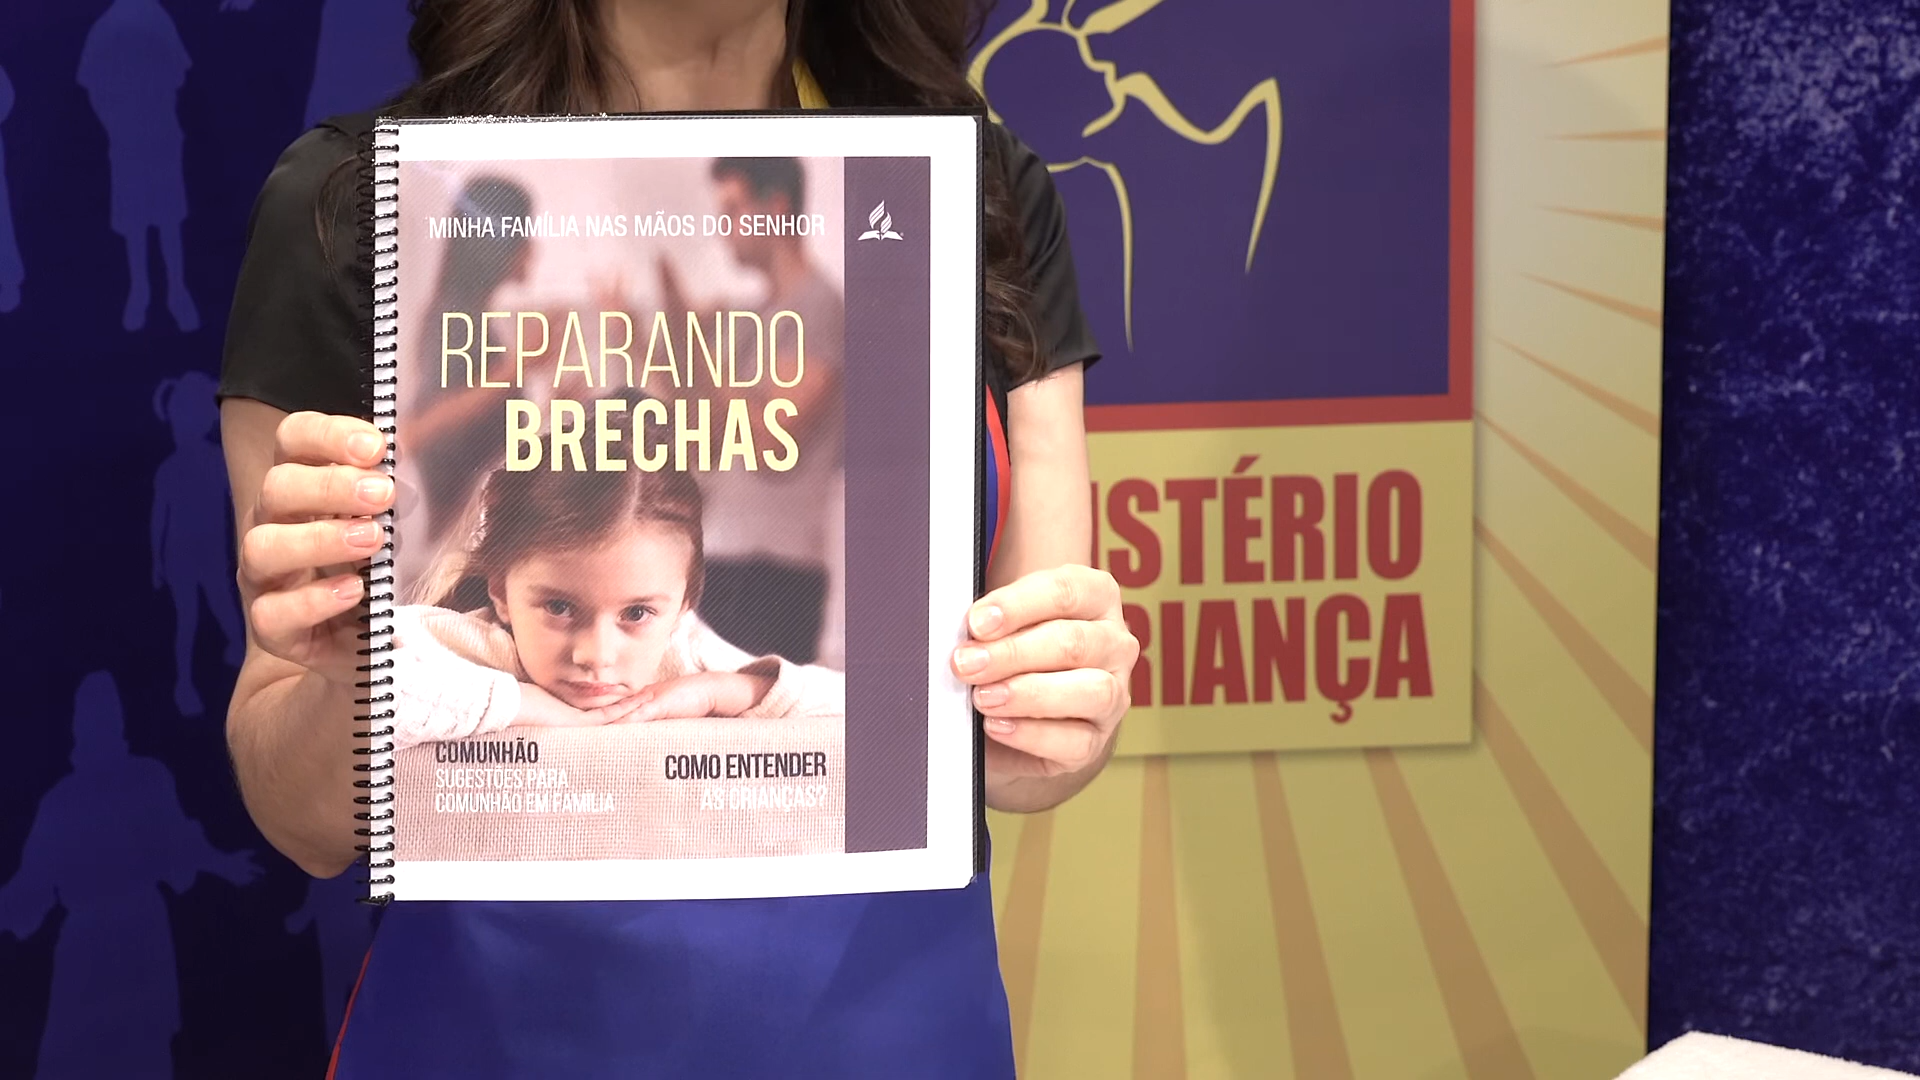 MINHA FAMÍLIA NAS MÃOS DO SENHOR
REPARANDO
BRECHAS
COMUNHÃO
SUGESTÕES PARA
COMUNHÃO EM FAMÍLIA
COMO ENTENDER
AS CRIANÇAS?
ISTÉRIO
RIANÇA